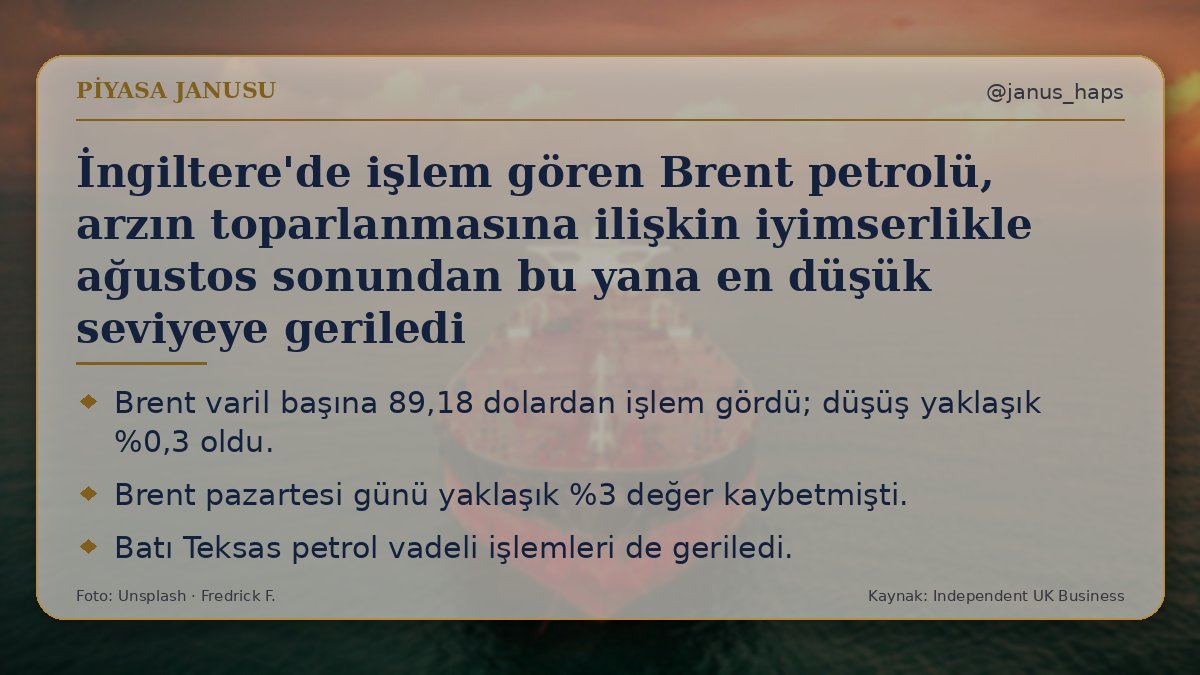 PİYASA JANUSU
@janus_haps
İngiltere'de işlem gören Brent petrolü,
arzın toparlanmasına ilişkin iyimserlikle
ağustos sonundan bu yana en düşük
seviyeye geriledi
Brent varil başına 89,18 dolardan işlem gördü; düşüş yaklaşık
%0,3 oldu.
Brent pazartesi günü yaklaşık %3 değer kaybetmişti.
Batı Teksas petrol vadeli işlemleri de geriledi.
Foto: Unsplash · Fredrick F.
Kaynak: Independent UK Business